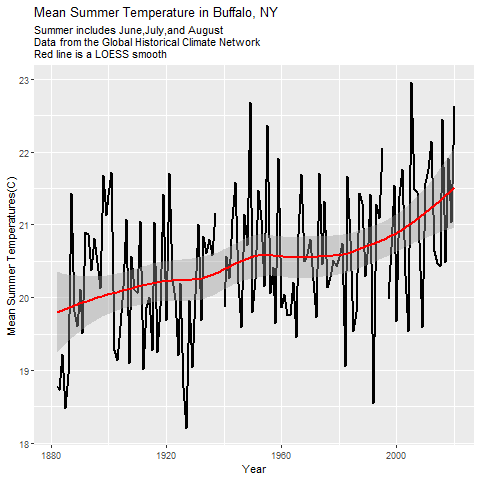 Mean Summer Temperature in Buffalo, NY
Summer includes June,July,and August
Data from the Global Historical Climate Network
Red line is a LOESS smooth
23
22
21
20
19
18
Mean Summer Temperatures(C)
1880
1920
1960
2000
Year